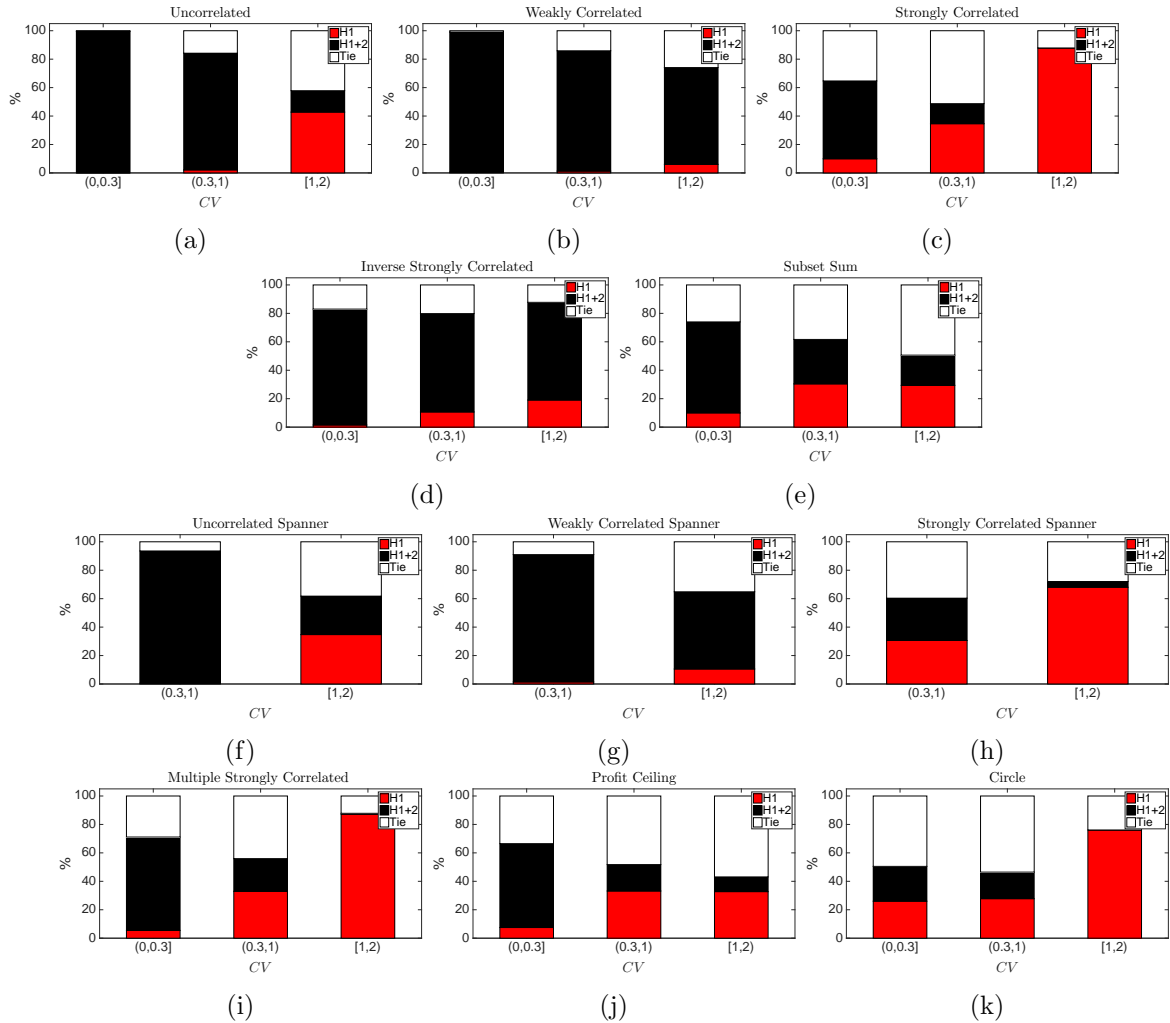 Uncorrelated
100
80
60
40
20
0
%
H1
H1+2
Tie
(0,0.3]
(0.3,1)
[1,2)
CV
(a)
Weakly Correlated
100
80
60
40
20
0
%
H1
H1+2
Tie
(0,0.3]
(0.3,1)
[1,2)
CV
(b)
Strongly Correlated
100
80
60
40
20
0
%
H1
H1+2
Tie
(0,0.3]
(0.3,1)
[1,2)
CV
(c)
Inverse Strongly Correlated
100
80
60
40
20
0
%
H1
H1+2
Tie
(0,0.3]
(0.3,1)
[1,2)
CV
(d)
Subset Sum
100
80
60
40
20
0
%
H1
H1+2
Tie
(0,0.3]
(0.3,1)
[1,2)
CV
(e)
Uncorrelated Spanner
100
80
60
40
20
0
%
H1
H1+2
Tie
(0.3,1)
[1,2)
CV
(f)
Weakly Correlated Spanner
100
80
60
40
20
0
%
H1
H1+2
Tie
(0.3,1)
[1,2)
CV
(g)
Strongly Correlated Spanner
100
80
60
40
20
0
%
H1
H1+2
Tie
(0.3,1)
[1,2)
CV
(h)
Multiple Strongly Correlated
100
80
60
40
20
0
%
H1
H1+2
Tie
(0,0.3]
(0.3,1)
[1,2)
CV
(i)
Profit Ceiling
100
80
60
40
20
0
%
H1
H1+2
Tie
(0,0.3]
(0.3,1)
[1,2)
CV
(j)
Circle
100
80
60
40
20
0
%
H1
H1+2
Tie
(0,0.3]
(0.3,1)
[1,2)
CV
(k)